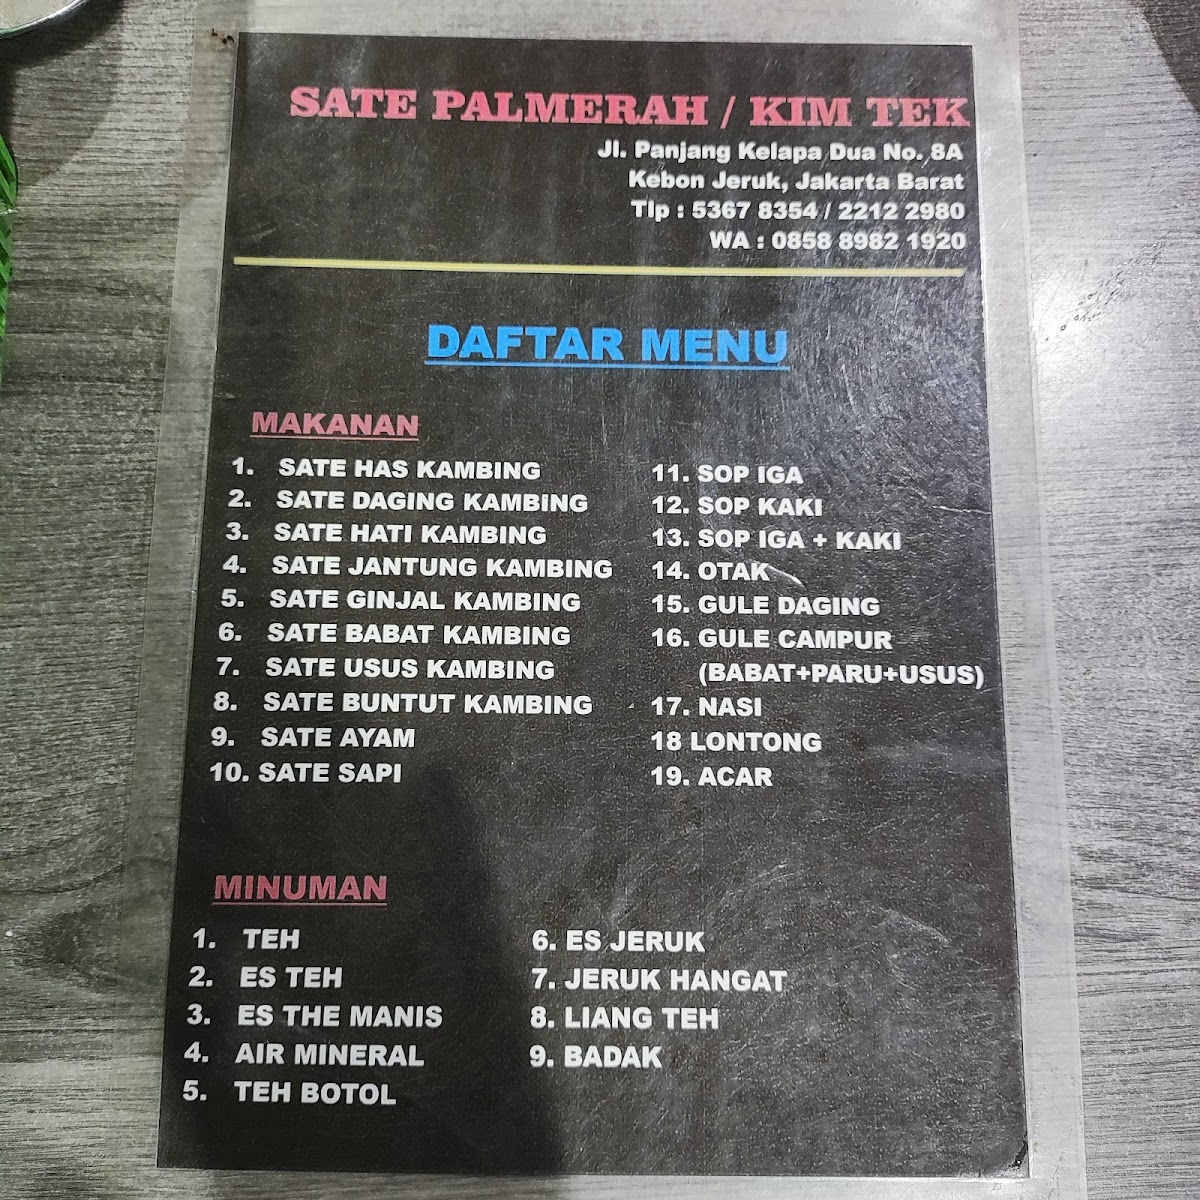 SATE PALMERAH / KIM TEK
Jl. Panjang Kelapa Dua No. 8A
Kebon Jeruk, Jakarta Barat
Tlp : 5367 8354 / 2212 2980
WA : 0858 8982 1920
DAFTAR MENU
MAKANAN
1. SATE HAS KAMBING
2. SATE DAGING KAMBING
3. SATE HATI KAMBING
4. SATE JANTUNG KAMBING
5. SATE GINJAL KAMBING
6. SATE BABAT KAMBING
7. SATE USUS KAMBING
8. SATE BUNTUT KAMBING
9. SATE AYAM
10. SATE SAPI
11. SOP IGA
12. SOP KAKI
13. SOP IGA + KAKI
14. OTAK
15. GULE DAGING
16. GULE CAMPUR
(BABAT+PARU+USUS)
17. NASI
18 LONTONG
19. ACAR
MINUMAN
1. TEH
2. ES TEH
3. ES THE MANIS
4. AIR MINERAL
5. TEH BOTOL
6. ES JERUK
7. JERUK HANGAT
8. LIANG TEH
9. BADAK